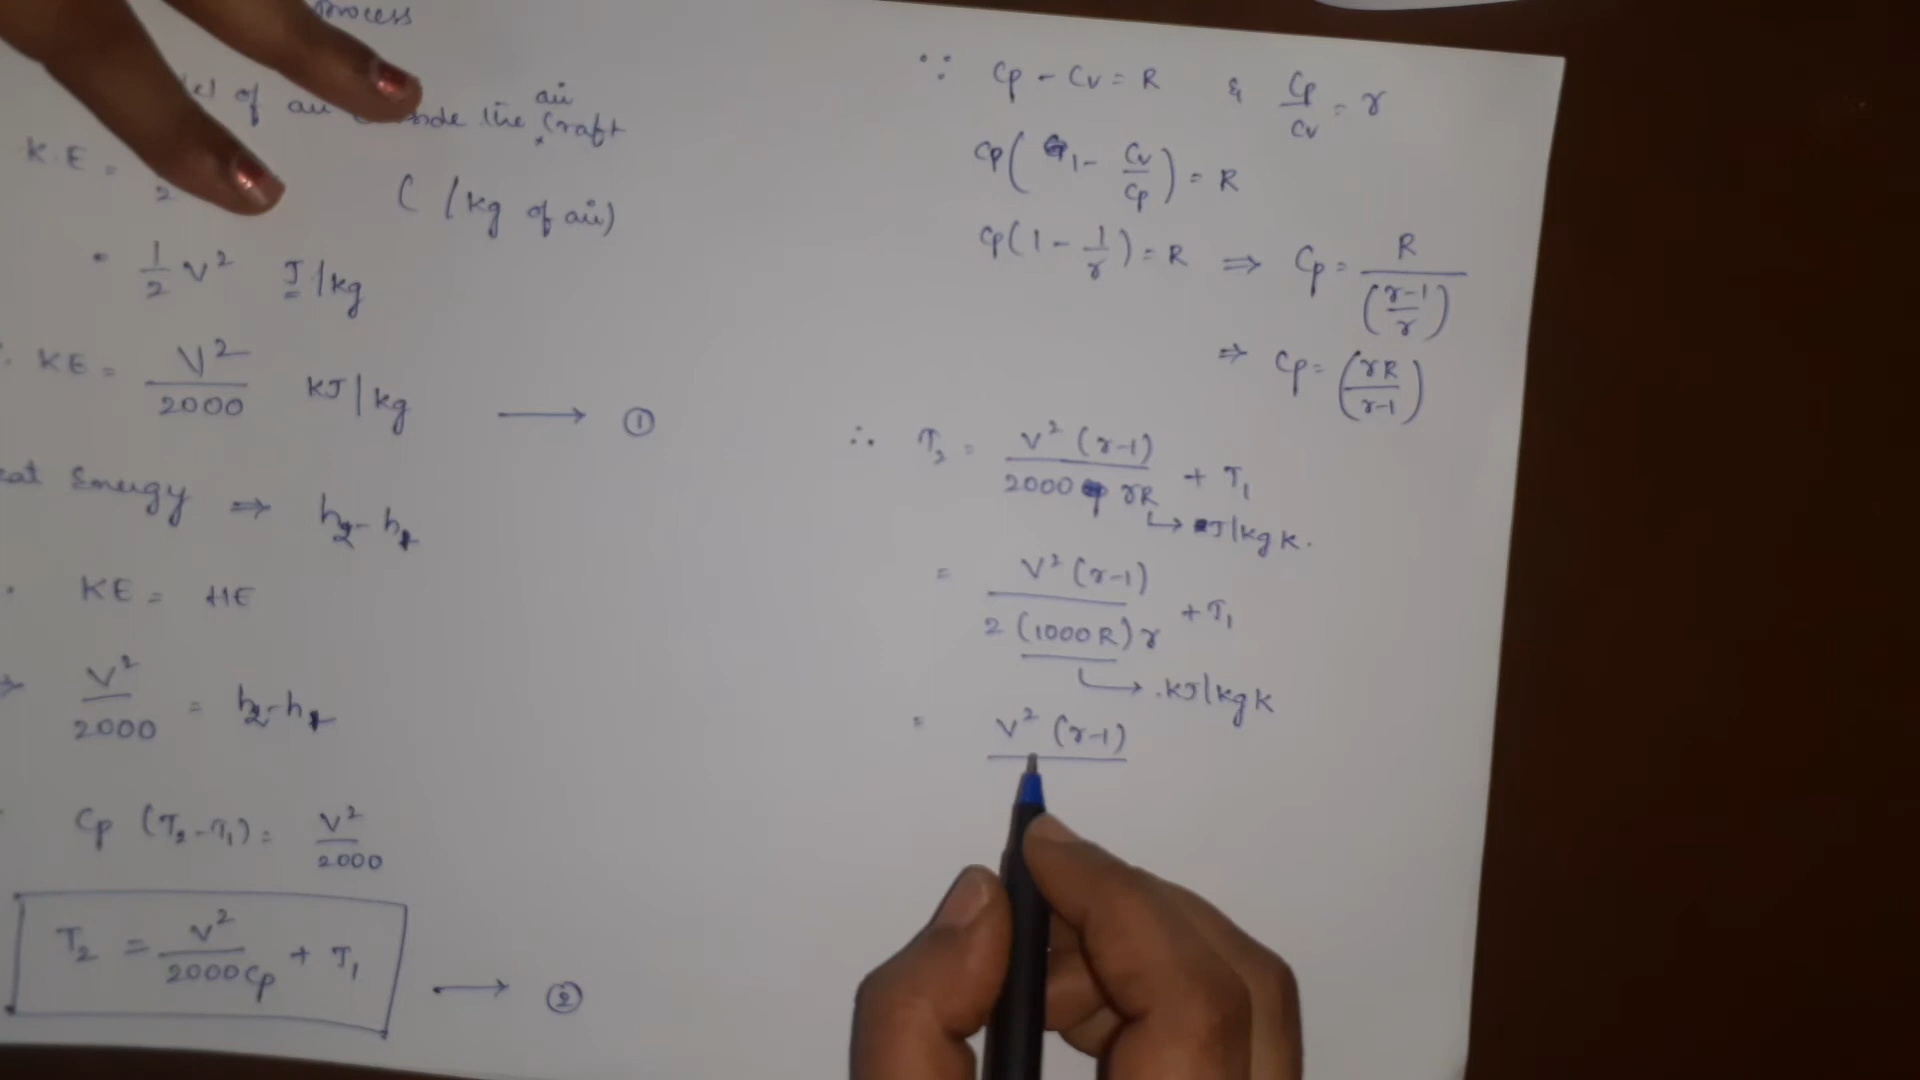 process
of air the air craft
K.E =
2
( /kg of air)
= 1/2 V² J/kg
∴ KE = V²/2000 kJ/kg → ①
Energy ⇒ h₂-h₁
KE = HE
⇒ V²/2000 = h₂-h₁
Cp (T₂-T₁) = V²/2000
T₂ = V²/2000Cp + T₁ → ②
∵ Cp - Cv = R & Cp/Cv = γ
Cp(1 - Cv/Cp) = R
Cp(1 - 1/γ) = R ⇒ Cp = R/((γ-1)/γ)
⇒ Cp = (γR/γ-1)
∴ T₂ = V²(γ-1)/2000 γR + T₁
↳ J/kg K.
= V²(γ-1)/2(1000R)γ + T₁
↳ .kJ/kg K
= V² (γ-1)